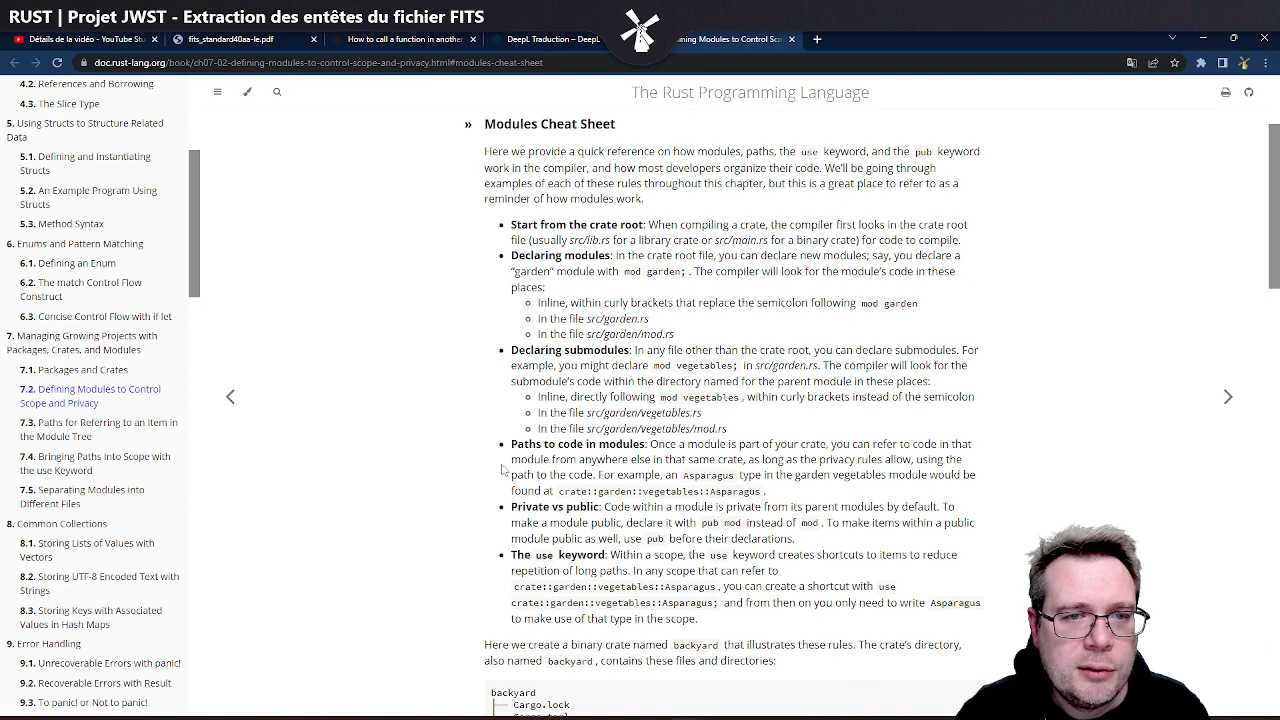 RUST | Projet JWST - Extraction des entêtes du fichier FITS
Détails de la vidéo - YouTube Stu
fits_standard40aa-le.pdf
How to call a function in another
DeepL Traduction – DeepL
ining Modules to Control Sco
doc.rust-lang.org/book/ch07-02-defining-modules-to-control-scope-and-privacy.html#modules-cheat-sheet
4.2. References and Borrowing
4.3. The Slice Type
5. Using Structs to Structure Related
Data
5.1. Defining and Instantiating
Structs
5.2. An Example Program Using
Structs
5.3. Method Syntax
6. Enums and Pattern Matching
6.1. Defining an Enum
6.2. The match Control Flow
Construct
6.3. Concise Control Flow with if let
7. Managing Growing Projects with
Packages, Crates, and Modules
7.1. Packages and Crates
7.2. Defining Modules to Control
Scope and Privacy
7.3. Paths for Referring to an Item in
the Module Tree
7.4. Bringing Paths Into Scope with
the use Keyword
7.5. Separating Modules into
Different Files
8. Common Collections
8.1. Storing Lists of Values with
Vectors
8.2. Storing UTF-8 Encoded Text with
Strings
8.3. Storing Keys with Associated
Values in Hash Maps
9. Error Handling
9.1. Unrecoverable Errors with panic!
9.2. Recoverable Errors with Result
9.3. To panic! or Not to panic!
The Rust Programming Language
» Modules Cheat Sheet
Here we provide a quick reference on how modules, paths, the use keyword, and the pub keyword
work in the compiler, and how most developers organize their code. We'll be going through
examples of each of these rules throughout this chapter, but this is a great place to refer to as a
reminder of how modules work.
• Start from the crate root: When compiling a crate, the compiler first looks in the crate root
file (usually src/lib.rs for a library crate or src/main.rs for a binary crate) for code to compile.
• Declaring modules: In the crate root file, you can declare new modules; say, you declare a
“garden” module with mod garden;. The compiler will look for the module's code in these
places:
Inline, within curly brackets that replace the semicolon following mod garden
In the file src/garden.rs
In the file src/garden/mod.rs
• Declaring submodules: In any file other than the crate root, you can declare submodules. For
example, you might declare mod vegetables; in src/garden.rs. The compiler will look for the
submodule's code within the directory named for the parent module in these places:
Inline, directly following mod vegetables, within curly brackets instead of the semicolon
In the file src/garden/vegetables.rs
In the file src/garden/vegetables/mod.rs
• Paths to code in modules: Once a module is part of your crate, you can refer to code in that
module from anywhere else in that same crate, as long as the privacy rules allow, using the
path to the code. For example, an Asparagus type in the garden vegetables module would be
found at crate::garden::vegetables::Asparagus.
• Private vs public: Code within a module is private from its parent modules by default. To
make a module public, declare it with pub mod instead of mod. To make items within a public
module public as well, use pub before their declarations.
• The use keyword: Within a scope, the use keyword creates shortcuts to items to reduce
repetition of long paths. In any scope that can refer to
crate::garden::vegetables::Asparagus, you can create a shortcut with use
crate::garden::vegetables::Asparagus; and from then on you only need to write Asparagus
to make use of that type in the scope.
Here we create a binary crate named backyard that illustrates these rules. The crate's directory,
also named backyard, contains these files and directories:
backyard
├── Cargo.lock